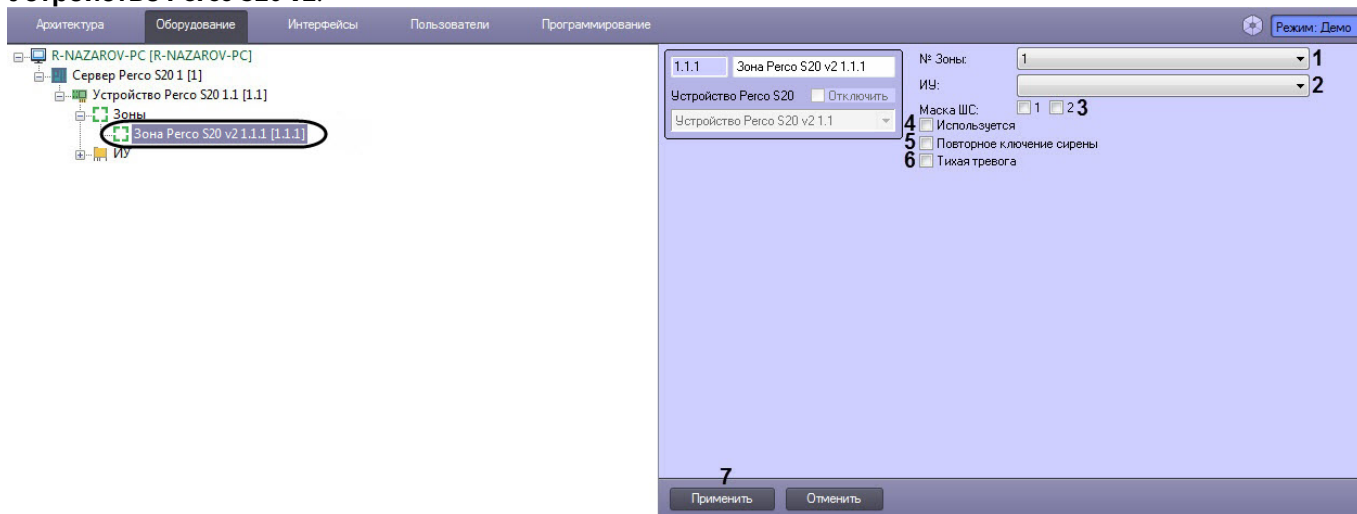 Устройство Perco S20 v2.
Архитектура Оборудование Интерфейсы Пользователи Программирование Режим: Демо
R-NAZAROV-PC [R-NAZAROV-PC]
Сервер Perco S20 1 [1]
Устройство Perco S20 1.1 [1.1]
Зоны
Зона Perco S20 v2 1.1.1 [1.1.1]
ИУ
1.1.1 Зона Perco S20 v2 1.1.1
Устройство Perco S20 Отключить
Устройство Perco S20 v2 1.1
№ Зоны: 1 1
ИУ: 2
Маска ШС: 1 2 3
4 Используется
5 Повторное ключение сирены
6 Тихая тревога
7
Применить Отменить